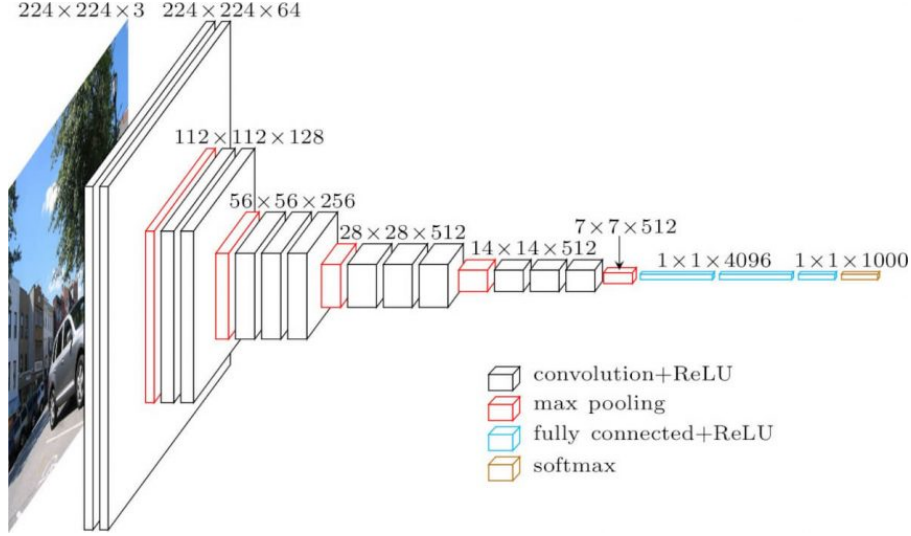 224×224×3
224×224×64
112×112×128
56×56×256
28×28×512
14×14×512
7×7×512
1×1×4096
1×1×1000
convolution+ReLU
max pooling
fully connected+ReLU
softmax